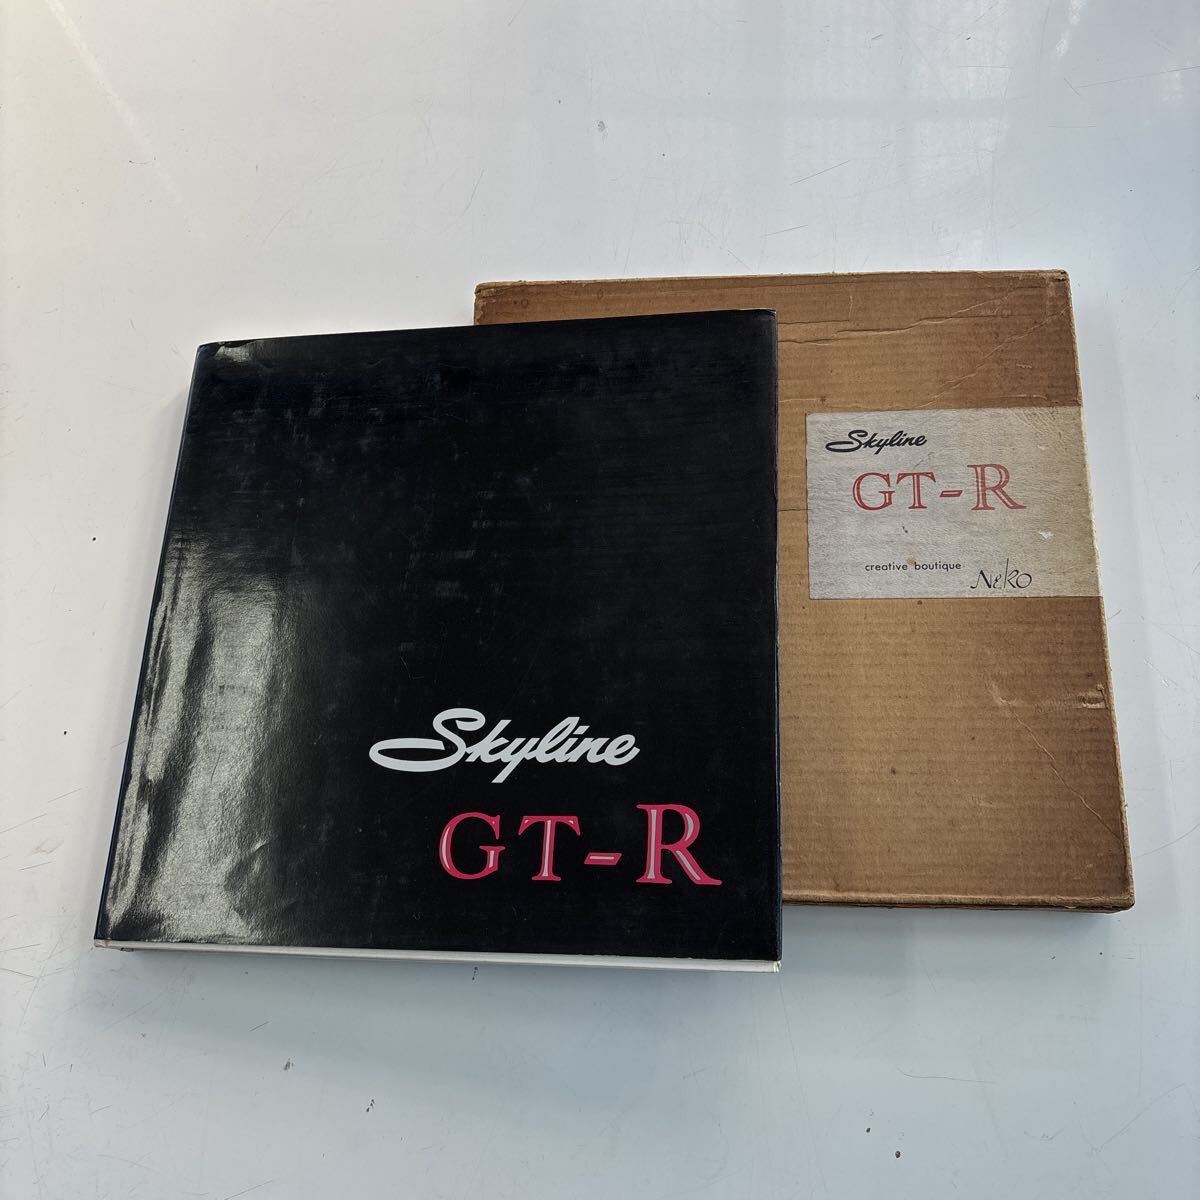 Skyline
GT-R
Skyline
GT-R
creative boutique NEKO